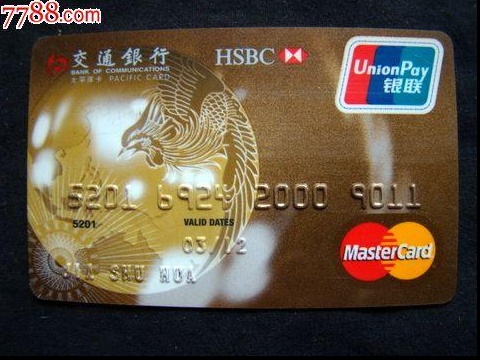 7788.com
交通銀行 HSBC
BANK OF COMMUNICATIONS
太平洋卡 PACIFIC CARD
UnionPay
银联
5201 6924 2000 9011
5201 VALID DATES
03/12
SHU HUA
MasterCard